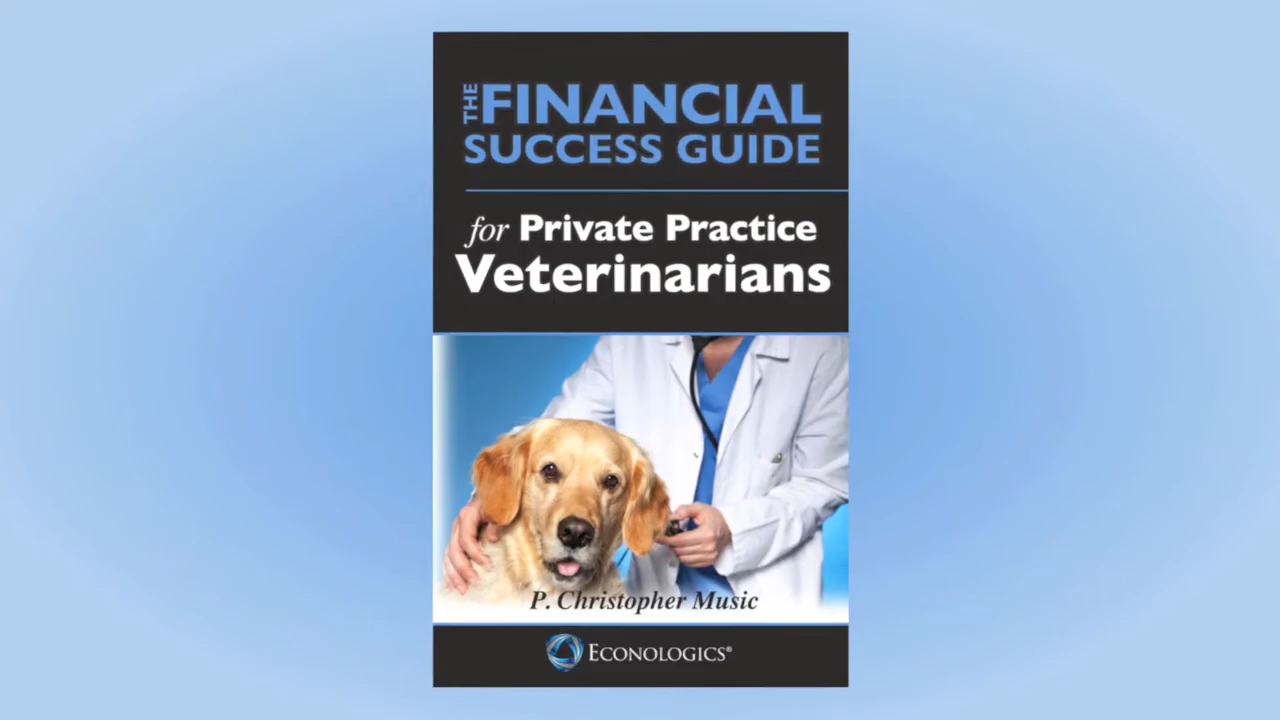 THE FINANCIAL
SUCCESS GUIDE
for Private Practice
Veterinarians
P. Christopher Music
ECONOLOGICS®